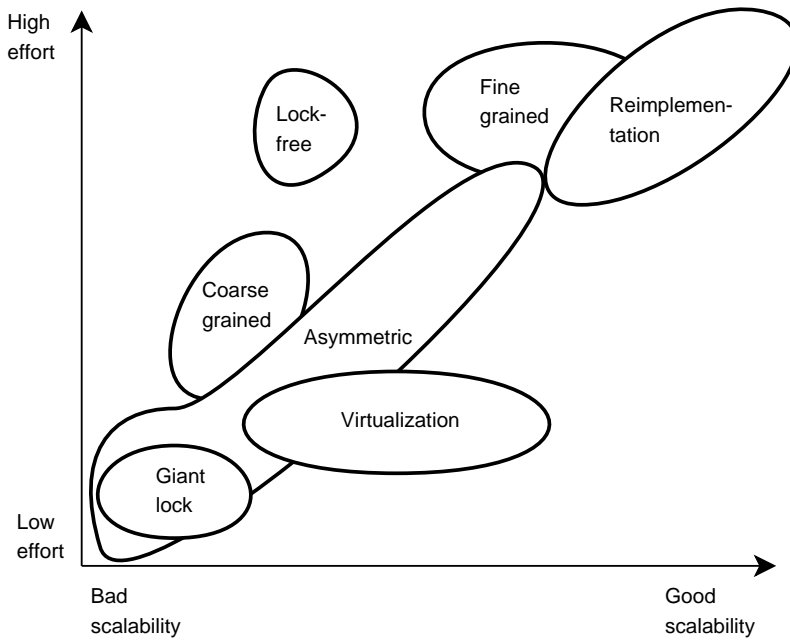 High
effort
Lock-
free
Fine
grained
Reimplemen-
tation
Coarse
grained
Asymmetric
Virtualization
Giant
lock
Low
effort
Bad
scalability
Good
scalability